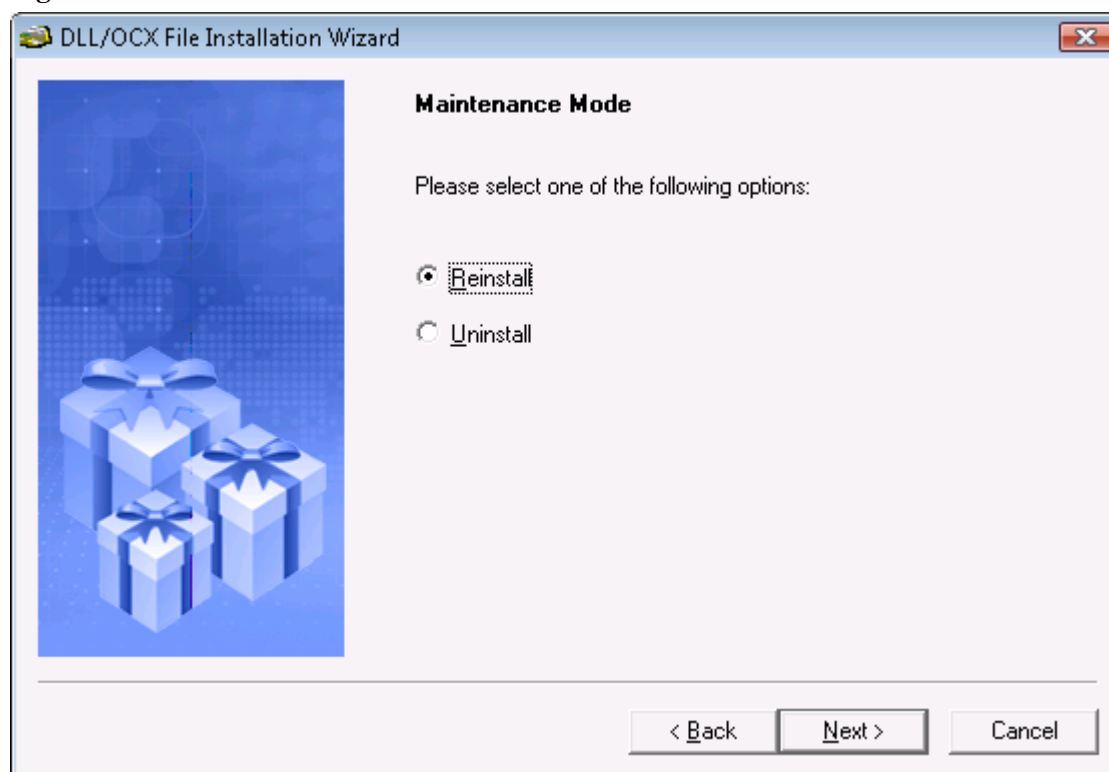 DLL/OCX File Installation Wizard
Maintenance Mode
Please select one of the following options:
Reinstall
Uninstall
< Back
Next >
Cancel